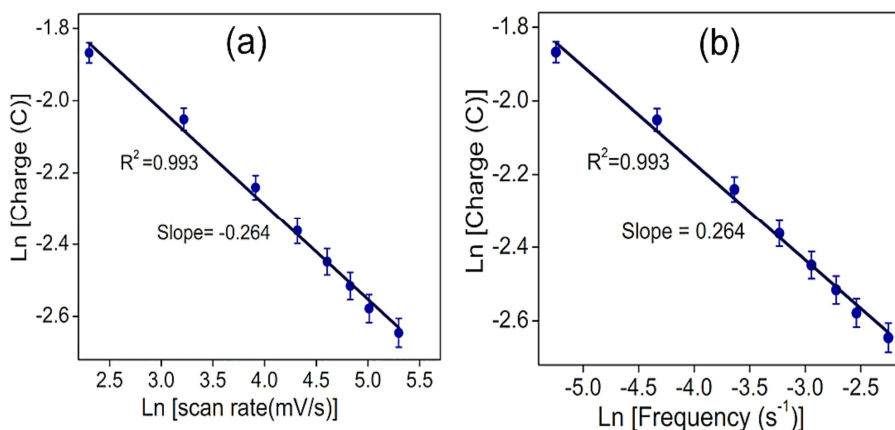 (a)
Ln [Charge (C)]
-1.8
-2.0
-2.2
-2.4
-2.6
R²=0.993
Slope= -0.264
2.5 3.1 3.5 4.0 4.5 5.0 5.5
Ln [scan rate(mV/s)]
(b)
Ln [Charge (C)]
-1.8
-2.0
-2.2
-2.4
-2.6
R²=0.993
Slope = 0.264
-5.0 -4.5 -4.0 -3.5 -3.0 -2.5
Ln [Frequency (s⁻¹)]